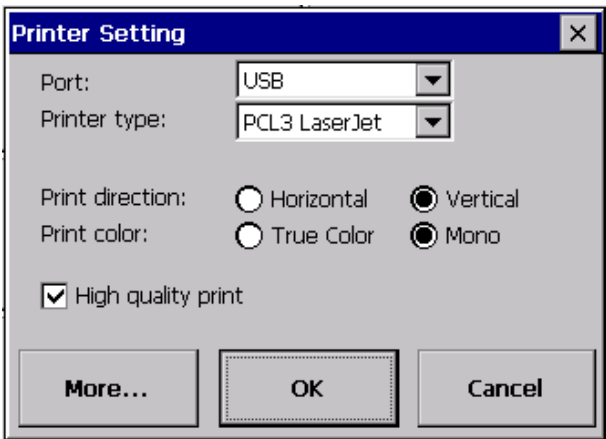 Printer Setting
Port: USB
Printer type: PCL3 LaserJet
Print direction: Horizontal Vertical
Print color: True Color Mono
High quality print
More... OK Cancel